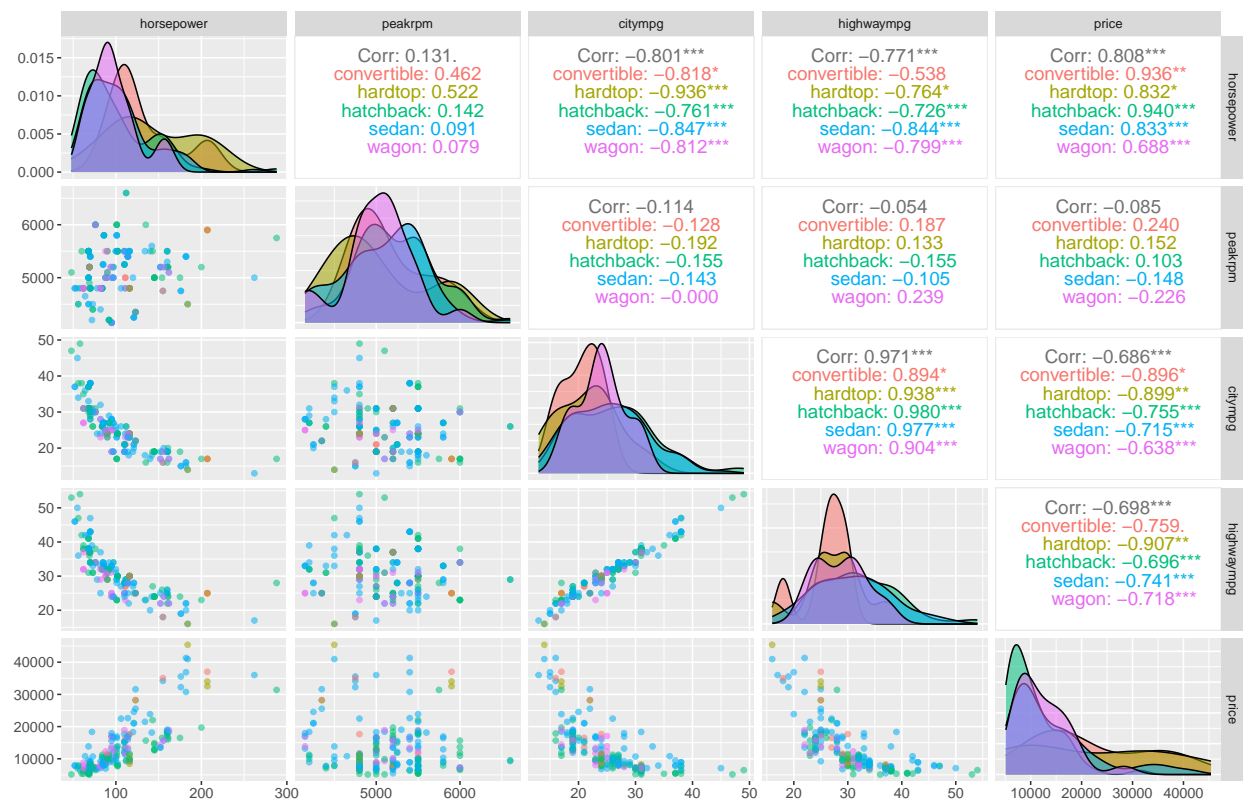 horsepower peakrpm citympg highwaympg price
0.015
0.010
0.005
0.000
Corr: 0.131.
convertible: 0.462
hardtop: 0.522
hatchback: 0.142
sedan: 0.091
wagon: 0.079
Corr: −0.801***
convertible: −0.818*
hardtop: −0.936***
hatchback: −0.761***
sedan: −0.847***
wagon: −0.812***
Corr: −0.771***
convertible: −0.538
hardtop: −0.764*
hatchback: −0.726***
sedan: −0.844***
wagon: −0.799***
Corr: 0.808***
convertible: 0.936**
hardtop: 0.832*
hatchback: 0.940***
sedan: 0.833***
wagon: 0.688***
horsepower
6000
5000
Corr: −0.114
convertible: −0.128
hardtop: −0.192
hatchback: −0.155
sedan: −0.143
wagon: −0.000
Corr: −0.054
convertible: 0.187
hardtop: 0.133
hatchback: −0.155
sedan: −0.105
wagon: 0.239
Corr: −0.085
convertible: 0.240
hardtop: 0.152
hatchback: 0.103
sedan: −0.148
wagon: −0.226
peakrpm
50
40
30
20
Corr: 0.971***
convertible: 0.894*
hardtop: 0.938***
hatchback: 0.980***
sedan: 0.977***
wagon: 0.904***
Corr: −0.686***
convertible: −0.896*
hardtop: −0.899**
hatchback: −0.755***
sedan: −0.715***
wagon: −0.638***
citympg
50
40
30
20
Corr: −0.698***
convertible: −0.759.
hardtop: −0.907**
hatchback: −0.696***
sedan: −0.741***
wagon: −0.718***
highwaympg
40000
30000
20000
10000
price
100 200 300 5000 6000 20 30 40 50 20 30 40 50 10000 20000 30000 40000